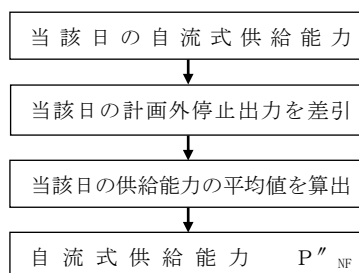 当該日の自流式供給能力
当該日の計画外停止出力を差引
当該日の供給能力の平均値を算出
自流式供給能力 P″NF